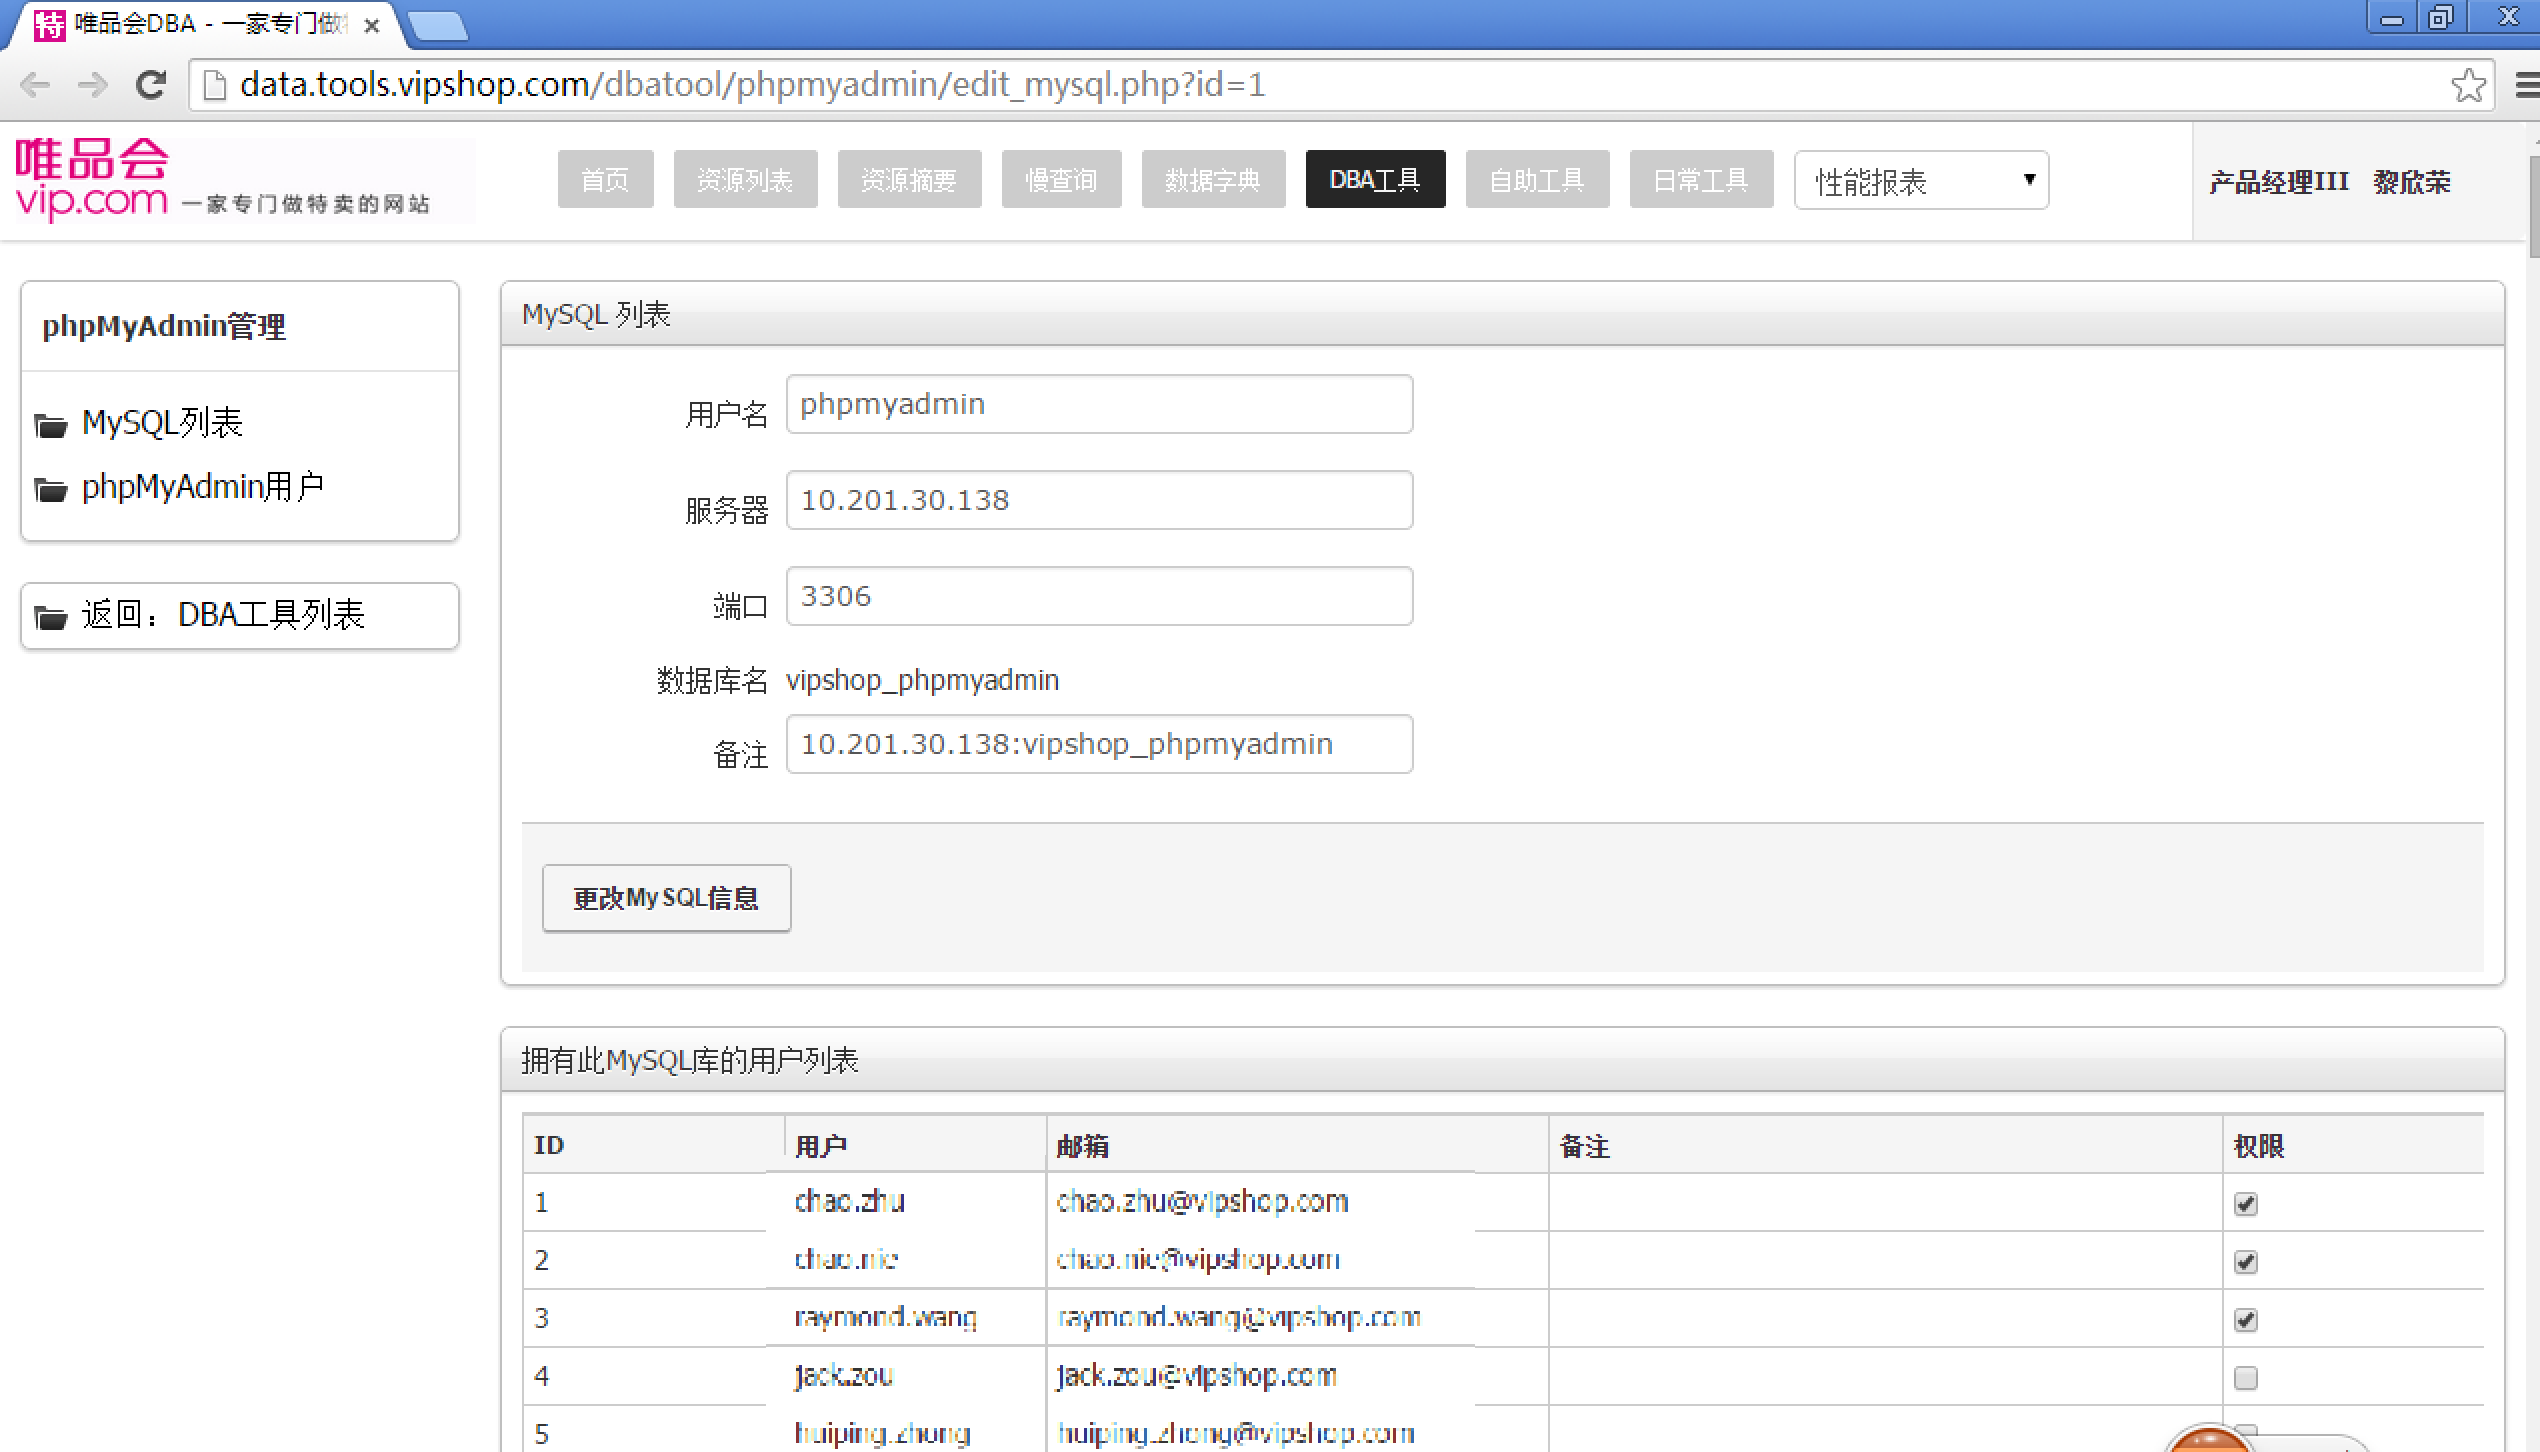 唯品会DBA - 一家专门做
data.tools.vipshop.com/dbatool/phpmyadmin/edit_mysql.php?id=1
唯品会
vip.com 一家专门做特卖的网站
首页 资源列表 资源摘要 慢查询 数据字典 DBA工具 自助工具 日常工具 性能报表 产品经理III 黎欣荣
phpMyAdmin管理
MySQL列表
phpMyAdmin用户
返回：DBA工具列表
MySQL 列表
用户名 phpmyadmin
服务器 10.201.30.138
端口 3306
数据库名 vipshop_phpmyadmin
备注 10.201.30.138:vipshop_phpmyadmin
更改MySQL信息
拥有此MySQL库的用户列表
ID 用户 邮箱 备注 权限
1 chao.zhu chao.zhu@vipshop.com
2 chao.nie chao.nie@vipshop.com
3 raymond.wang raymond.wang@vipshop.com
4 jack.zou jack.zou@vipshop.com
5 huiping.zhong huiping.zhong@vipshop.com